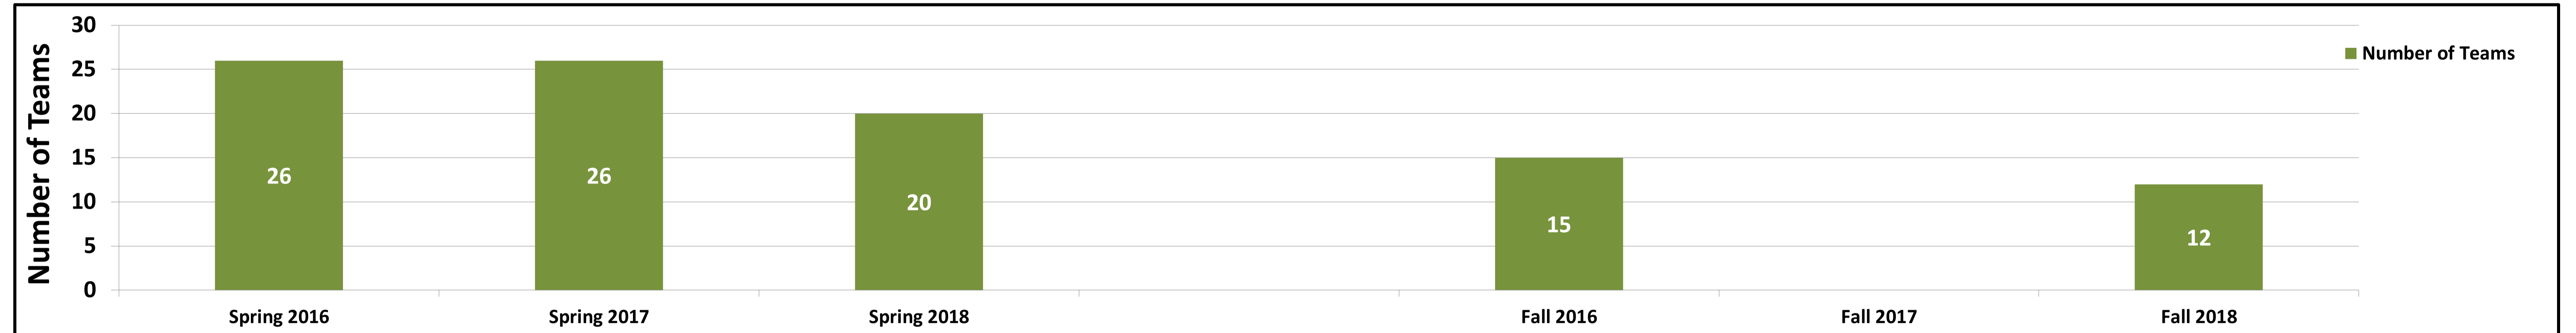 Number of Teams
30
25
20
15
10
5
0
26
26
20
15
12
Spring 2016
Spring 2017
Spring 2018
Fall 2016
Fall 2017
Fall 2018
Number of Teams